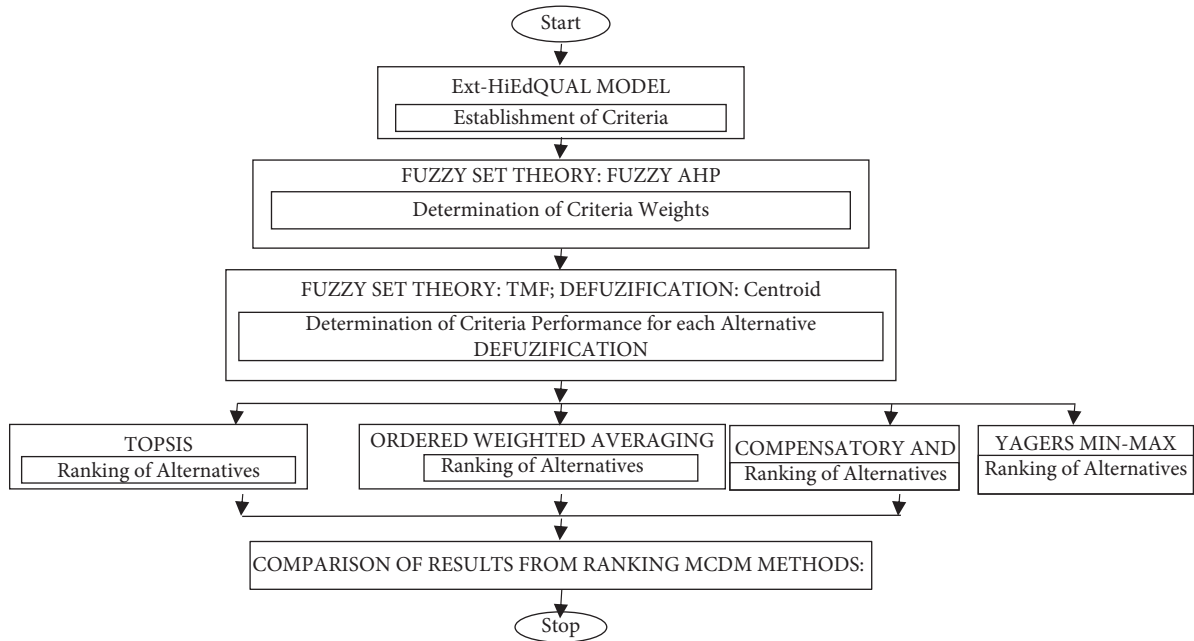 Start
Ext-HiEdQUAL MODEL
Establishment of Criteria
FUZZY SET THEORY: FUZZY AHP
Determination of Criteria Weights
FUZZY SET THEORY: TMF; DEFUZIFICATION: Centroid
Determination of Criteria Performance for each Alternative
DEFUZIFICATION
TOPSIS
Ranking of Alternatives
ORDERED WEIGHTED AVERAGING
Ranking of Alternatives
COMPENSATORY AND
Ranking of Alternatives
YAGERS MIN-MAX
Ranking of Alternatives
COMPARISON OF RESULTS FROM RANKING MCDM METHODS:
Stop